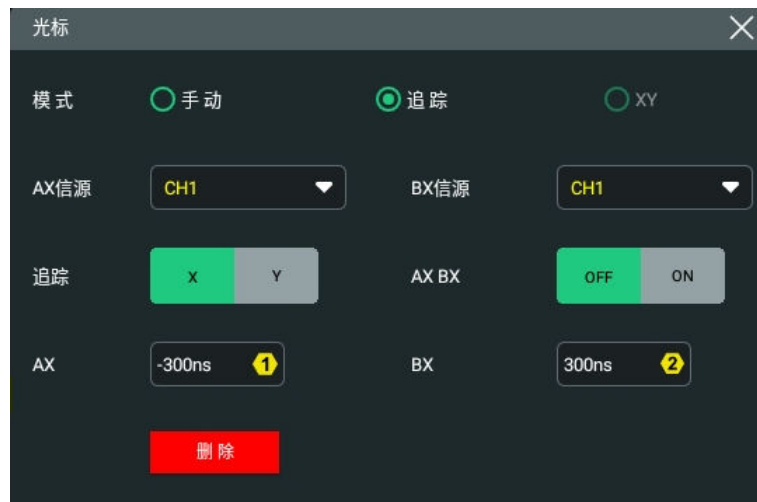 光标
模式 手动 追踪 XY
AX信源 CH1 BX信源 CH1
追踪 X Y AX BX OFF ON
AX -300ns 1 BX 300ns 2
删除